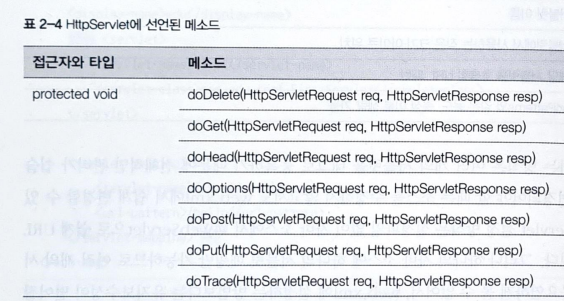 표 2-4 HttpServlet에 선언된 메소드
접근자와 타입 메소드
protected void doDelete(HttpServletRequest req, HttpServletResponse resp)
doGet(HttpServletRequest req, HttpServletResponse resp)
doHead(HttpServletRequest req, HttpServletResponse resp)
doOptions(HttpServletRequest req, HttpServletResponse resp)
doPost(HttpServletRequest req, HttpServletResponse resp)
doPut(HttpServletRequest req, HttpServletResponse resp)
doTrace(HttpServletRequest req, HttpServletResponse resp)